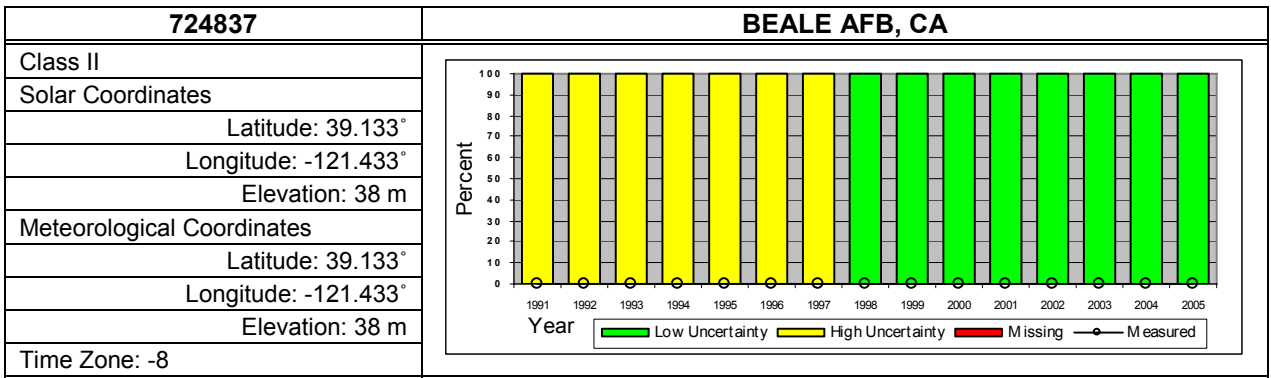 724837
BEALE AFB, CA
Class II
Solar Coordinates
Latitude: 39.133˚
Longitude: -121.433˚
Elevation: 38 m
Meteorological Coordinates
Latitude: 39.133˚
Longitude: -121.433˚
Elevation: 38 m
Time Zone: -8
Percent
100
90
80
70
60
50
40
30
20
10
0
1991 1992 1993 1994 1995 1996 1997 1998 1999 2000 2001 2002 2003 2004 2005
Year
Low Uncertainty High Uncertainty Missing Measured